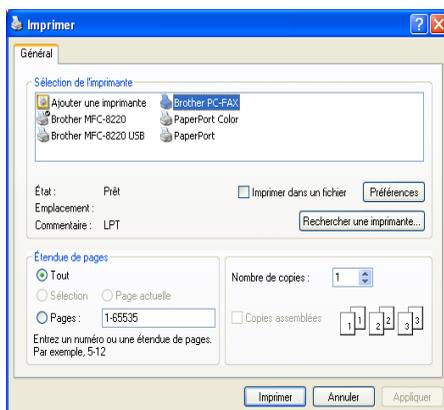 Imprimer
Général
Sélection de l'imprimante
Ajouter une imprimante
Brother PC-FAX
Brother MFC-8220
PaperPort Color
Brother MFC-8220 USB
PaperPort
État : Prêt
Emplacement :
Commentaire : LPT
Imprimer dans un fichier
Préférences
Rechercher une imprimante...
Étendue de pages
Tout
Sélection
Page actuelle
Pages : 1-65535
Entrez un numéro ou une étendue de pages.
Par exemple, 5-12
Nombre de copies : 1
Copies assemblées
1 1 2 2 3 3
Imprimer
Annuler
Appliquer